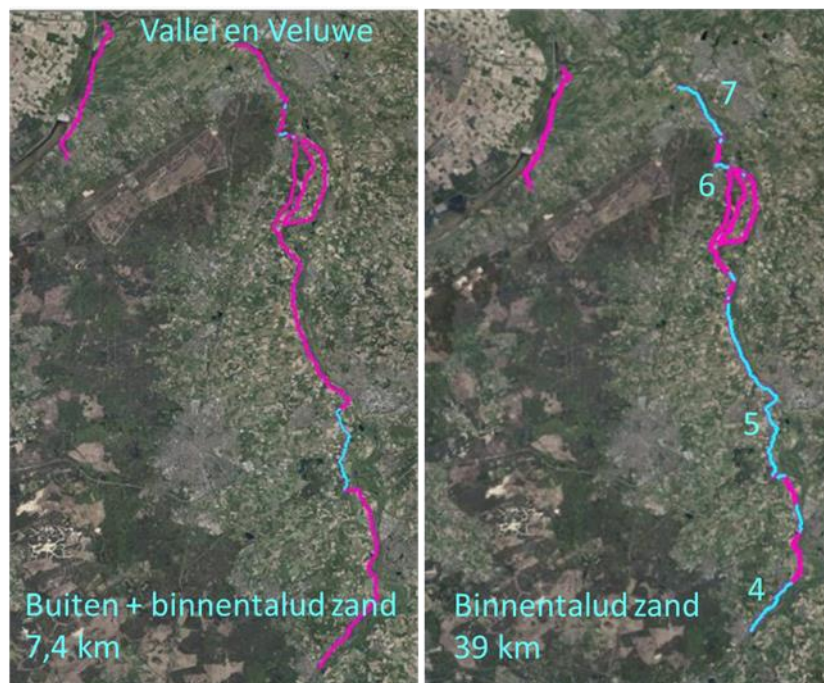 Vallei en Veluwe
Buiten + binnentalud zand
7,4 km
7
6
5
4
Binnentalud zand
39 km